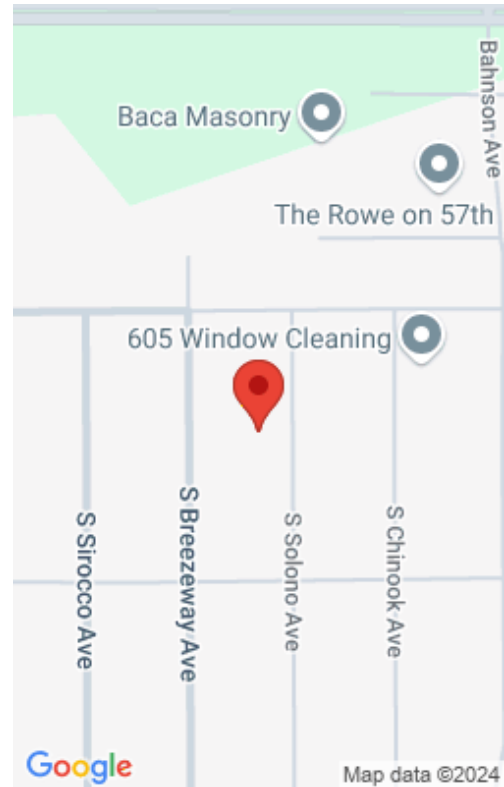 Bahnson Ave
Baca Masonry
The Rowe on 57th
605 Window Cleaning
S Sirocco Ave
S Breezeway Ave
S Solono Ave
S Chinook Ave
Google
Map data ©2024